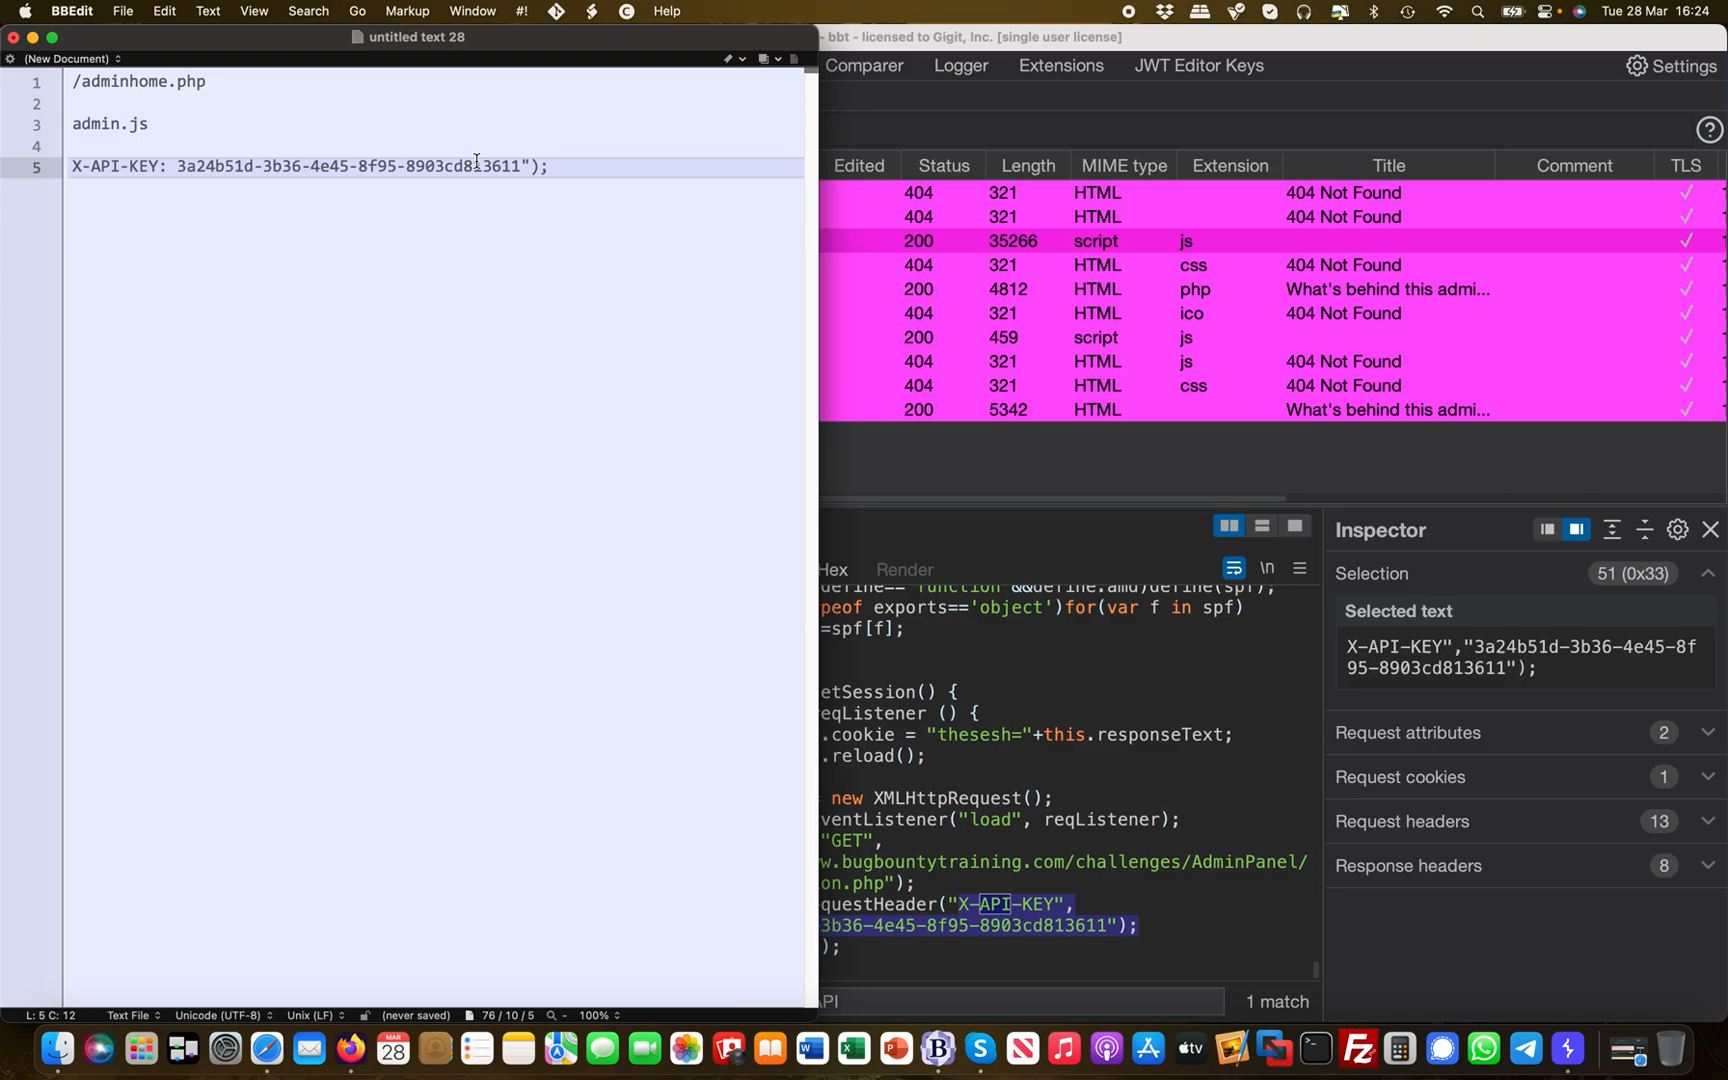 BBEdit File Edit Text View Search Go Markup Window #! Help Tue 28 Mar 16:24
untitled text 28
- bbt - licensed to Gigit, Inc. [single user license]
(New Document)
Comparer Logger Extensions JWT Editor Keys Settings
1 /adminhome.php
2
3 admin.js
4
5 X-API-KEY: 3a24b51d-3b36-4e45-8f95-8903cd813611");
Edited Status Length MIME type Extension Title Comment TLS
404 321 HTML 404 Not Found
404 321 HTML 404 Not Found
200 35266 script js
404 321 HTML css 404 Not Found
200 4812 HTML php What's behind this admi...
404 321 HTML ico 404 Not Found
200 459 script js
404 321 HTML js 404 Not Found
404 321 HTML css 404 Not Found
200 5342 HTML What's behind this admi...
Hex Render \n
define=='function'&&define.amd)define(spf);
peof exports=='object')for(var f in spf)
=spf[f];
etSession() {
eqListener () {
.cookie = "thesesh="+this.responseText;
.reload();
= new XMLHttpRequest();
ventListener("load", reqListener);
"GET",
w.bugbountytraining.com/challenges/AdminPanel/
on.php");
questHeader("X-API-KEY",
3b36-4e45-8f95-8903cd813611");
);
API 1 match
Inspector
Selection 51 (0x33)
Selected text
X-API-KEY","3a24b51d-3b36-4e45-8f
95-8903cd813611");
Request attributes 2
Request cookies 1
Request headers 13
Response headers 8
L: 5 C: 12 Text File Unicode (UTF-8) Unix (LF) (never saved) 76 / 10 / 5 100%
MAR
28
tv